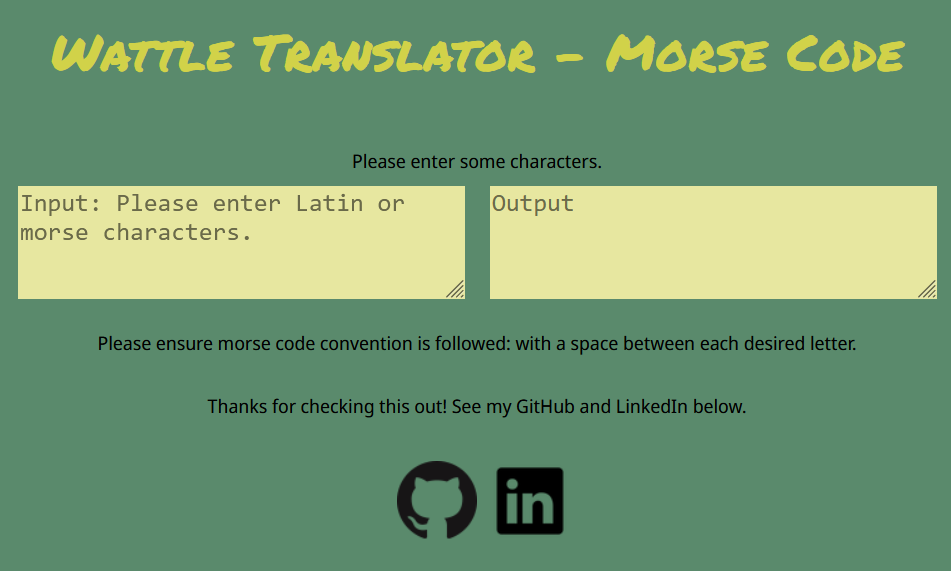 Wattle Translator - Morse Code
Please enter some characters.
Input: Please enter Latin or
morse characters.
Output
Please ensure morse code convention is followed: with a space between each desired letter.
Thanks for checking this out! See my GitHub and LinkedIn below.
in